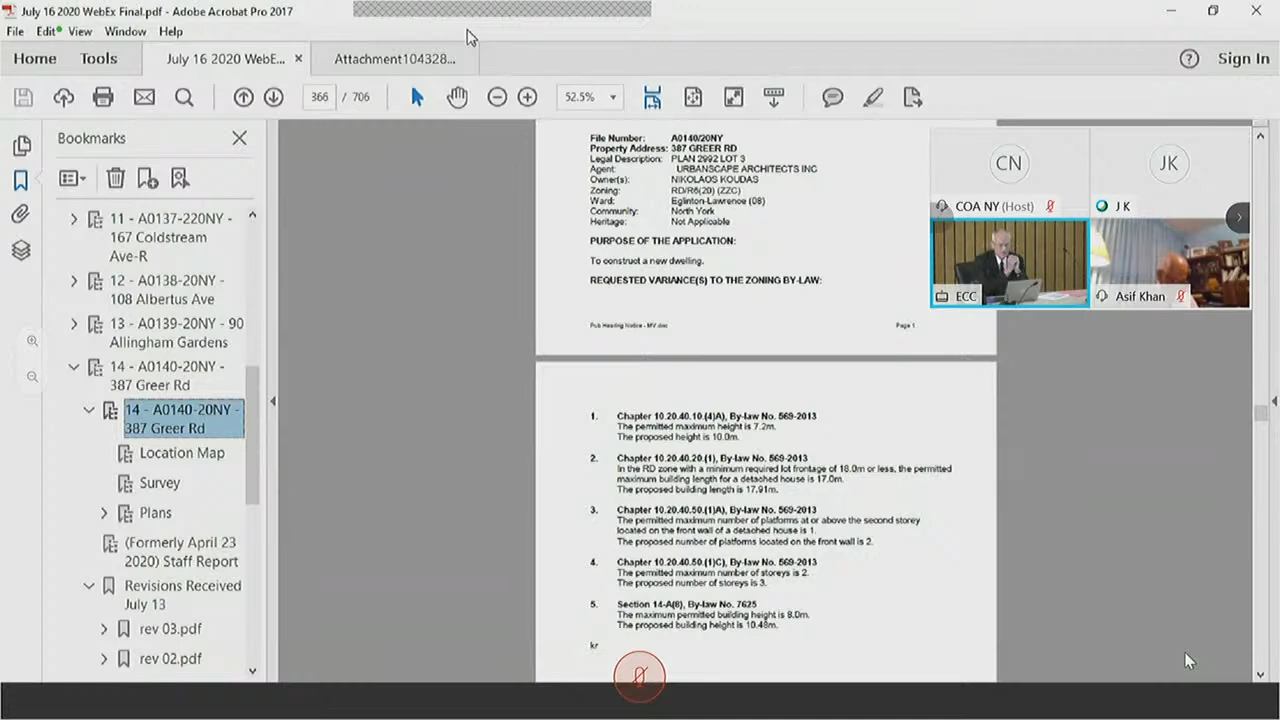 July 16 2020 WebEx Final.pdf - Adobe Acrobat Pro 2017
File Edit View Window Help
Home Tools July 16 2020 WebE... × Attachment104328... Sign In
366 / 706 52.5%
Bookmarks
11 - A0137-220NY -
167 Coldstream
Ave-R
12 - A0138-20NY -
108 Albertus Ave
13 - A0139-20NY - 90
Allingham Gardens
14 - A0140-20NY -
387 Greer Rd
14 - A0140-20NY -
387 Greer Rd
Location Map
Survey
Plans
(Formerly April 23
2020) Staff Report
Revisions Received
July 13
rev 03.pdf
rev 02.pdf
File Number: A0140/20NY
Property Address: 387 GREER RD
Legal Description: PLAN 2992 LOT 3
Agent: URBANSCAPE ARCHITECTS INC
Owner(s): NIKOLAOS KOUDAS
Zoning: RD/R6(20) (ZZC)
Ward: Eglinton-Lawrence (08)
Community: North York
Heritage: Not Applicable
PURPOSE OF THE APPLICATION:
To construct a new dwelling.
REQUESTED VARIANCE(S) TO THE ZONING BY-LAW:
Pub Hearing Notice - MV.doc Page 1
1. Chapter 10.20.40.10.(4)A), By-law No. 569-2013
The permitted maximum height is 7.2m.
The proposed height is 10.0m.
2. Chapter 10.20.40.20.(1), By-law No. 569-2013
In the RD zone with a minimum required lot frontage of 18.0m or less, the permitted
maximum building length for a detached house is 17.0m.
The proposed building length is 17.91m.
3. Chapter 10.20.40.50.(1)A), By-law No. 569-2013
The permitted maximum number of platforms at or above the second storey
located on the front wall of a detached house is 1.
The proposed number of platforms located on the front wall is 2.
4. Chapter 10.20.40.50.(1)C), By-law No. 569-2013
The permitted maximum number of storeys is 2.
The proposed number of storeys is 3.
5. Section 14-A(8), By-law No. 7625
The maximum permitted building height is 8.0m.
The proposed building height is 10.48m.
kr
CN
JK
COA NY (Host)
J K
ECC
Asif Khan